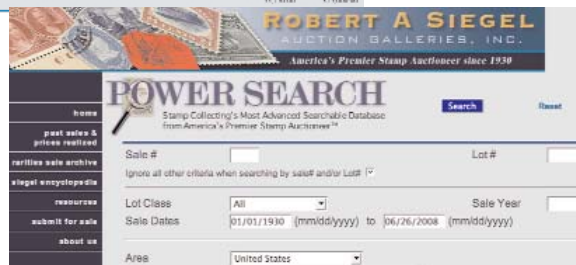 ROBERT A SIEGEL
AUCTION GALLERIES, INC.
America's Premier Stamp Auctioneer since 1930
POWER SEARCH
Stamp Collecting's Most Advanced Searchable Database
from America's Premier Stamp Auctioneer™
Search Reset
home
past sales &
prices realized
rarities sale archive
siegel encyclopedia
resources
submit for sale
about us
Sale # Lot #
Ignore all other criteria when searching by sale# and/or Lot#
Lot Class All Sale Year
Sale Dates 01/01/1930 (mm/dd/yyyy) to 06/26/2008 (mm/dd/yyyy)
Area United States